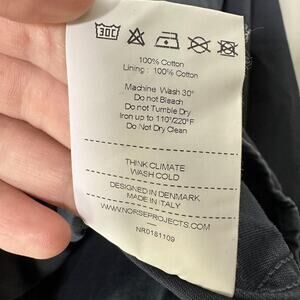 30C
100% Cotton
Lining : 100% Cotton
Machine Wash 30°
Do not Bleach
Do not Tumble Dry
Iron up to 110°/220°F
Do Not Dry Clean
THINK CLIMATE
WASH COLD
DESIGNED IN DENMARK
MADE IN ITALY
WWW.NORSEPROJECTS.COM
NR0181109